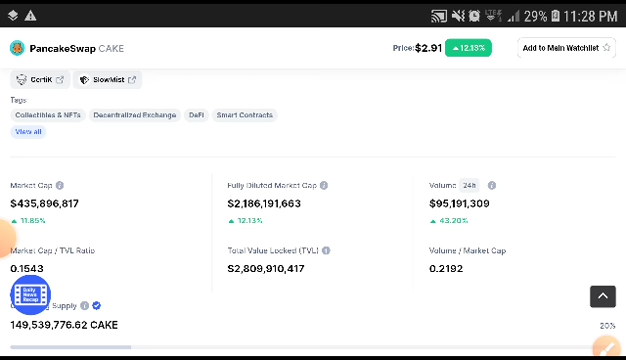 LTE 29% 11:28 PM
PancakeSwap CAKE Price: $2.91 12.13% Add to Main Watchlist
CertiK SlowMist
Tags
Collectibles & NFTs Decentralized Exchange DeFi Smart Contracts
View all
Market Cap Fully Diluted Market Cap Volume 24h
$435,896,817 $2,186,191,663 $95,191,309
11.85% 12.13% 43.20%
Market Cap / TVL Ratio Total Value Locked (TVL) Volume / Market Cap
0.1543 $2,809,910,417 0.2192
Daily
News
Recap
Supply
149,539,776.62 CAKE 20%